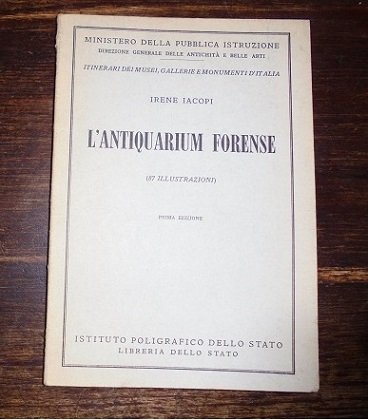 MINISTERO DELLA PUBBLICA ISTRUZIONE
DIREZIONE GENERALE DELLE ANTICHITÀ E BELLE ARTI
ITINERARI DEI MUSEI, GALLERIE E MONUMENTI D'ITALIA
IRENE IACOPI
L'ANTIQUARIUM FORENSE
(87 ILLUSTRAZIONI)
PRIMA EDIZIONE
ISTITUTO POLIGRAFICO DELLO STATO
LIBRERIA DELLO STATO